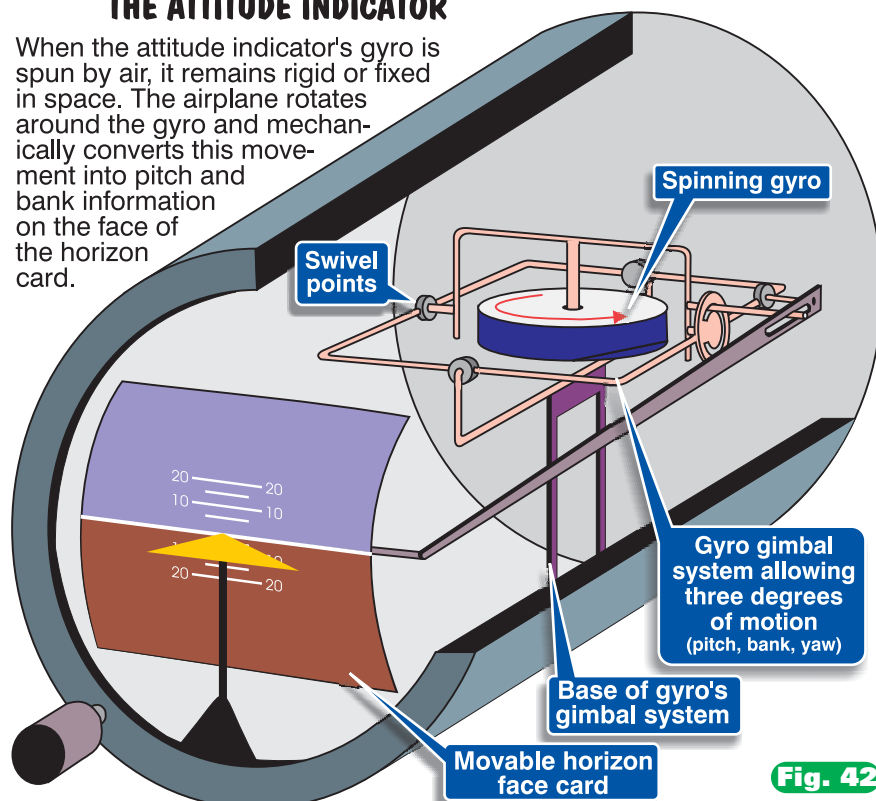 THE ATTITUDE INDICATOR
When the attitude indicator's gyro is
spun by air, it remains rigid or fixed
in space. The airplane rotates
around the gyro and mechan-
ically converts this move-
ment into pitch and
bank information
on the face of
the horizon
card.
Spinning gyro
Swivel
points
20 20
10 10
20 20
Gyro gimbal
system allowing
three degrees
of motion
(pitch, bank, yaw)
Base of gyro's
gimbal system
Movable horizon
face card
Fig. 42